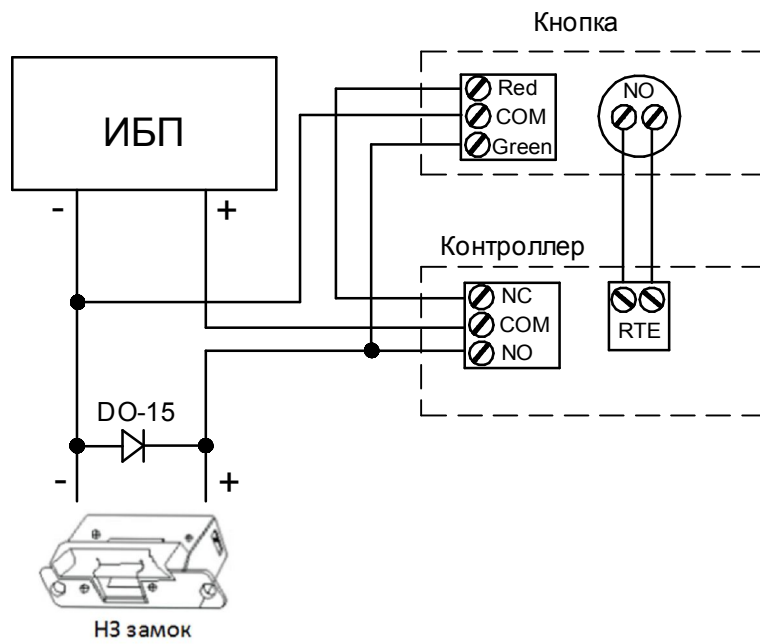 Кнопка
ИБП
Red
COM
Green
NO
- +
Контроллер
NC
COM
NO
RTE
DO-15
- +
НЗ замок